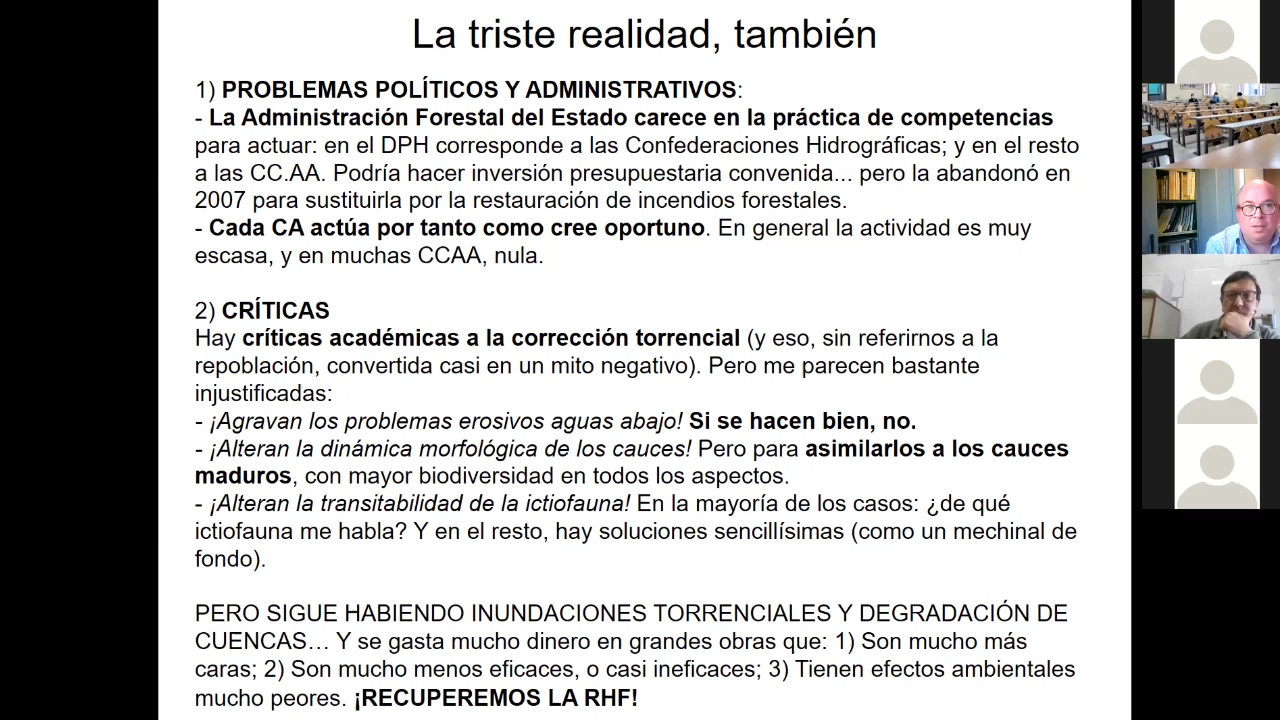 La triste realidad, también
1) PROBLEMAS POLÍTICOS Y ADMINISTRATIVOS:
- La Administración Forestal del Estado carece en la práctica de competencias
para actuar: en el DPH corresponde a las Confederaciones Hidrográficas; y en el resto
a las CC.AA. Podría hacer inversión presupuestaria convenida... pero la abandonó en
2007 para sustituirla por la restauración de incendios forestales.
- Cada CA actúa por tanto como cree oportuno. En general la actividad es muy
escasa, y en muchas CCAA, nula.
2) CRÍTICAS
Hay críticas académicas a la corrección torrencial (y eso, sin referirnos a la
repoblación, convertida casi en un mito negativo). Pero me parecen bastante
injustificadas:
- ¡Agravan los problemas erosivos aguas abajo! Si se hacen bien, no.
- ¡Alteran la dinámica morfológica de los cauces! Pero para asimilarlos a los cauces
maduros, con mayor biodiversidad en todos los aspectos.
- ¡Alteran la transitabilidad de la ictiofauna! En la mayoría de los casos: ¿de qué
ictiofauna me habla? Y en el resto, hay soluciones sencillísimas (como un mechinal de
fondo).
PERO SIGUE HABIENDO INUNDACIONES TORRENCIALES Y DEGRADACIÓN DE
CUENCAS… Y se gasta mucho dinero en grandes obras que: 1) Son mucho más
caras; 2) Son mucho menos eficaces, o casi ineficaces; 3) Tienen efectos ambientales
mucho peores. ¡RECUPEREMOS LA RHF!